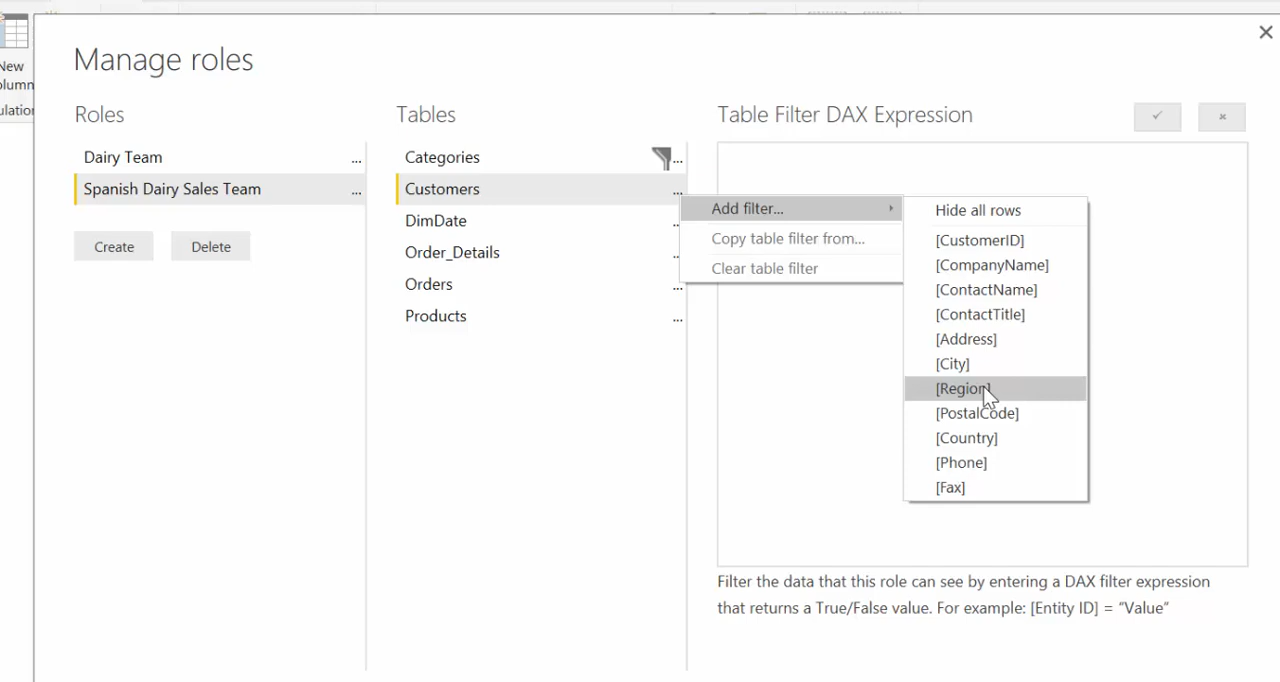 New
olumn
ulation
Manage roles
Roles
Dairy Team ...
Spanish Dairy Sales Team ...
Create Delete
Tables
Categories ...
Customers ...
DimDate ..
Order_Details ..
Orders ...
Products ...
Table Filter DAX Expression
Add filter...
Copy table filter from...
Clear table filter
Hide all rows
[CustomerID]
[CompanyName]
[ContactName]
[ContactTitle]
[Address]
[City]
[Region]
[PostalCode]
[Country]
[Phone]
[Fax]
Filter the data that this role can see by entering a DAX filter expression
that returns a True/False value. For example: [Entity ID] = “Value”